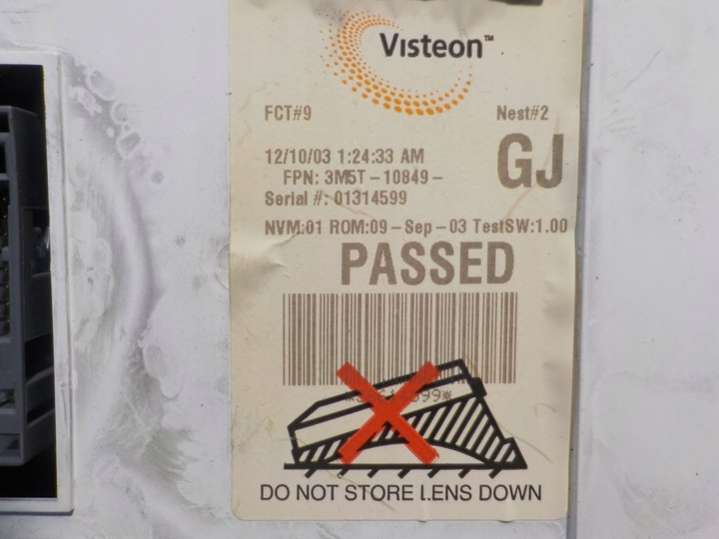 Visteon™
FCT#9 Nest#2
12/10/03 1:24:33 AM GJ
FPN: 3M5T-10849-
Serial #: 01314599
NVM:01 ROM:09-Sep-03 TestSW:1.00
PASSED
DO NOT STORE LENS DOWN